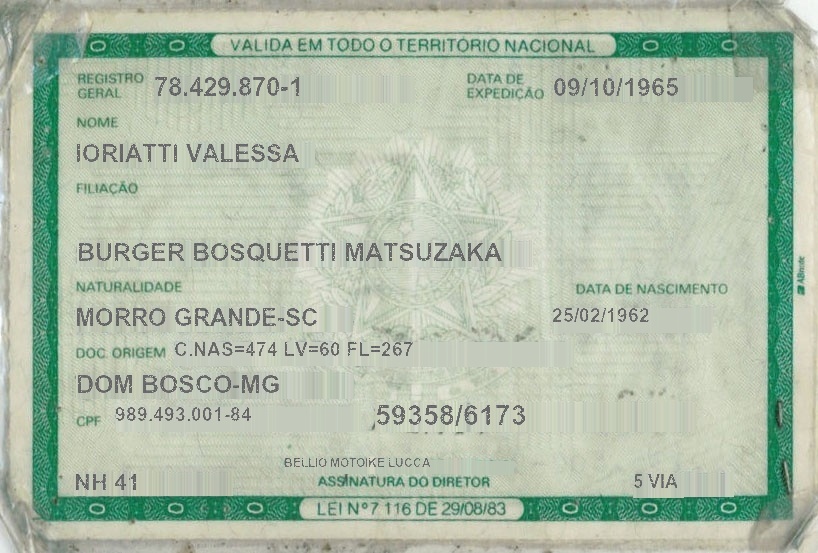 VALIDA EM TODO O TERRITÓRIO NACIONAL
REGISTRO GERAL 78.429.870-1 DATA DE EXPEDIÇÃO 09/10/1965
NOME
IORIATTI VALESSA
FILIAÇÃO
BURGER BOSQUETTI MATSUZAKA
NATURALIDADE DATA DE NASCIMENTO
MORRO GRANDE-SC 25/02/1962
DOC. ORIGEM C.NAS=474 LV=60 FL=267
DOM BOSCO-MG
CPF 989.493.001-84 59358/6173
BELLIO MOTOIKE LUCCA
NH 41 ASSINATURA DO DIRETOR 5 VIA
LEI Nº 7 116 DE 29/08/83